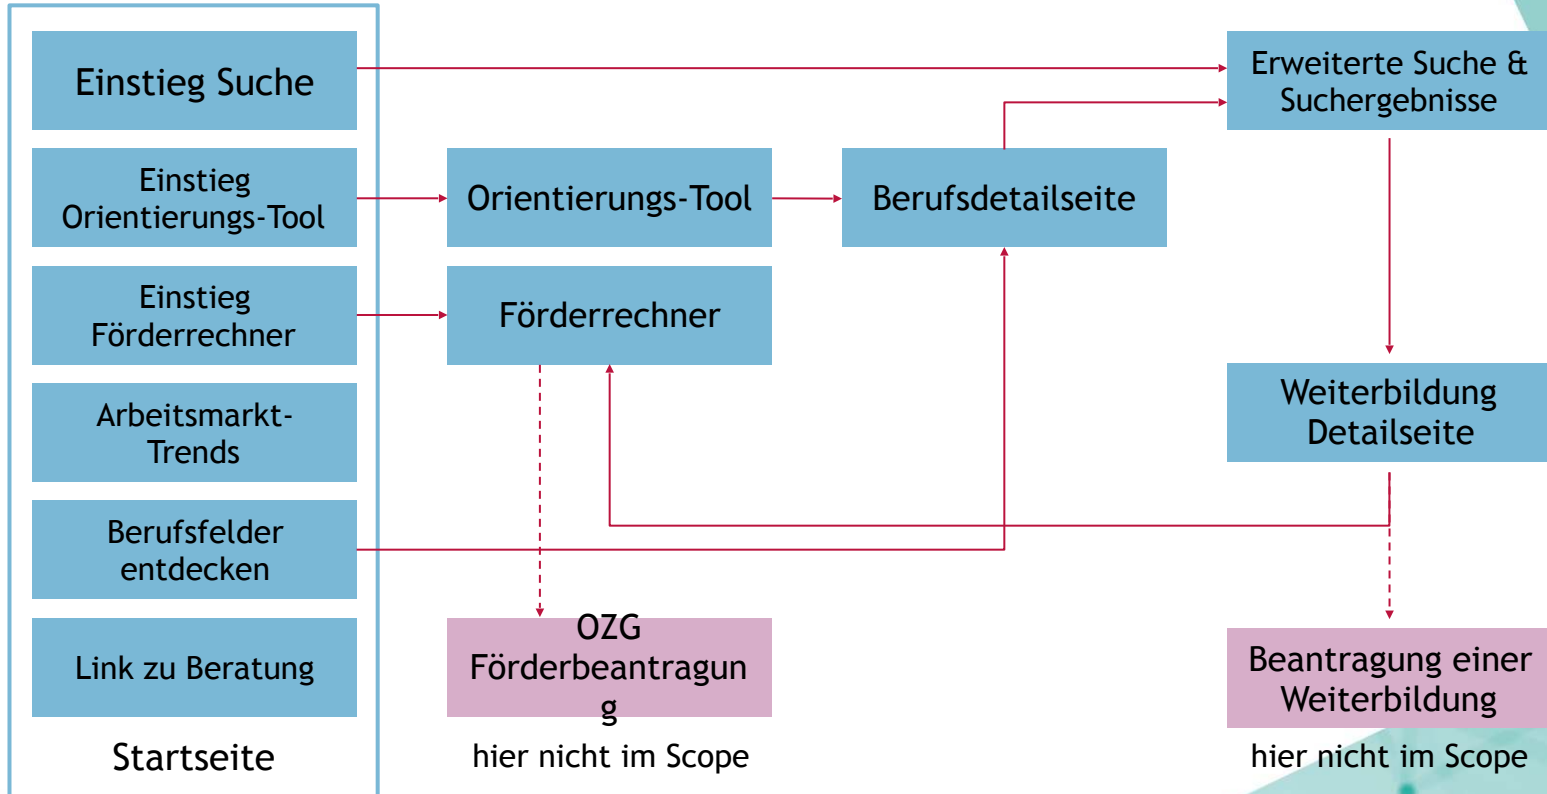 Einstieg Suche
Einstieg
Orientierungs-Tool
Einstieg
Förderrechner
Arbeitsmarkt-
Trends
Berufsfelder
entdecken
Link zu Beratung
Startseite
Orientierungs-Tool
Förderrechner
OZG
Förderbeantragun
g
hier nicht im Scope
Berufsdetailseite
Erweiterte Suche &
Suchergebnisse
Weiterbildung
Detailseite
Beantragung einer
Weiterbildung
hier nicht im Scope